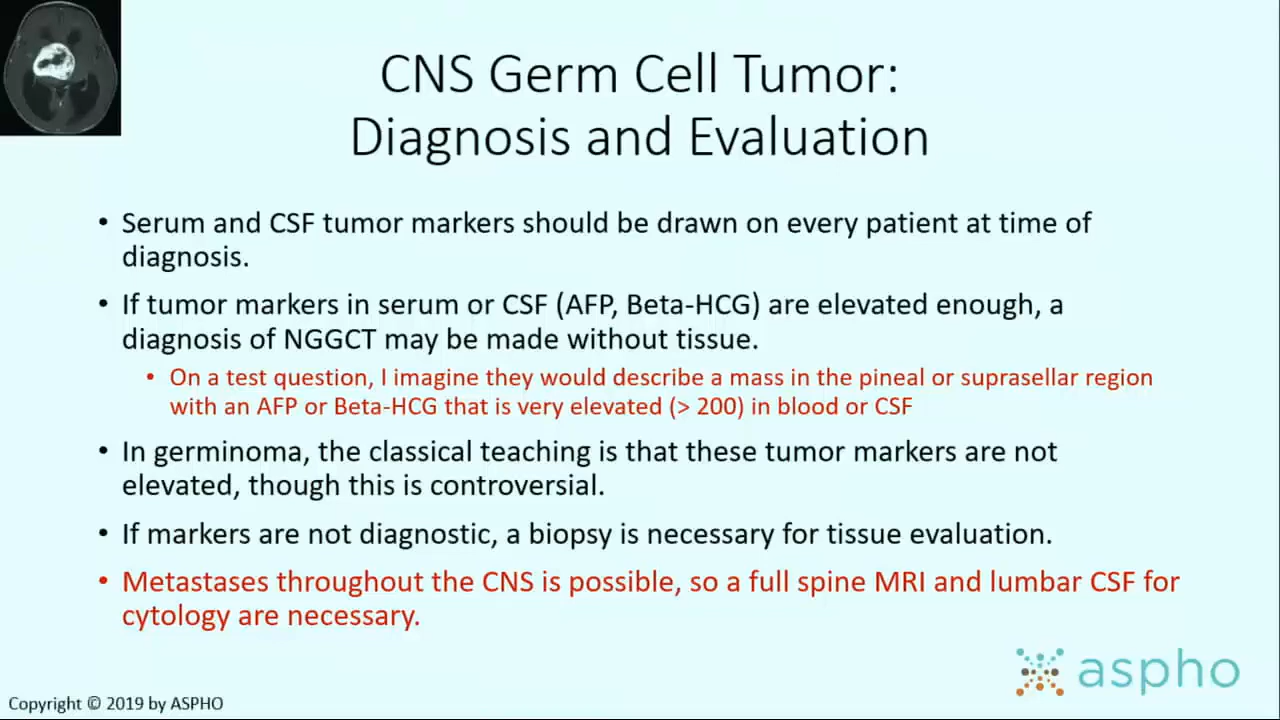 CNS Germ Cell Tumor:
Diagnosis and Evaluation
• Serum and CSF tumor markers should be drawn on every patient at time of
diagnosis.
• If tumor markers in serum or CSF (AFP, Beta-HCG) are elevated enough, a
diagnosis of NGGCT may be made without tissue.
• On a test question, I imagine they would describe a mass in the pineal or suprasellar region
with an AFP or Beta-HCG that is very elevated (> 200) in blood or CSF
• In germinoma, the classical teaching is that these tumor markers are not
elevated, though this is controversial.
• If markers are not diagnostic, a biopsy is necessary for tissue evaluation.
• Metastases throughout the CNS is possible, so a full spine MRI and lumbar CSF for
cytology are necessary.
aspho
Copyright © 2019 by ASPHO